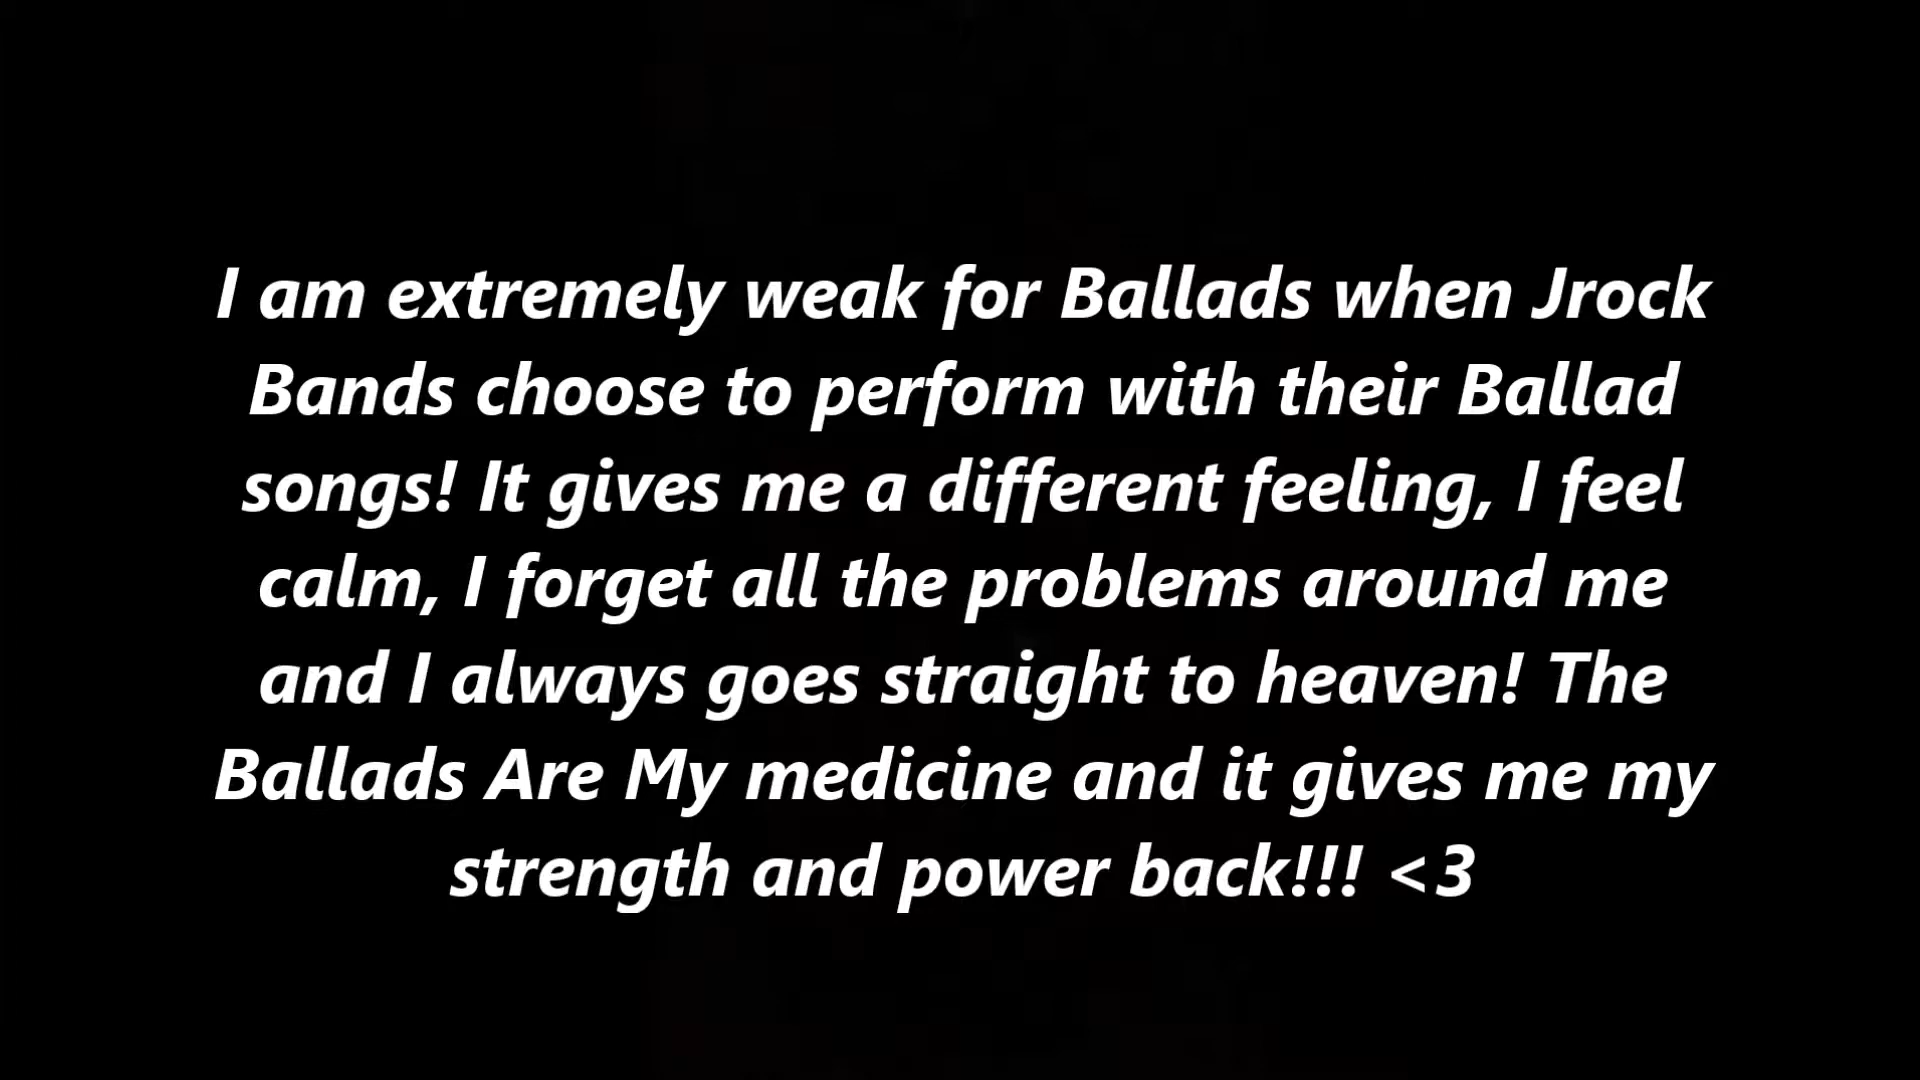 I am extremely weak for Ballads when Jrock
Bands choose to perform with their Ballad
songs! It gives me a different feeling, I feel
calm, I forget all the problems around me
and I always goes straight to heaven! The
Ballads Are My medicine and it gives me my
strength and power back!!! <3